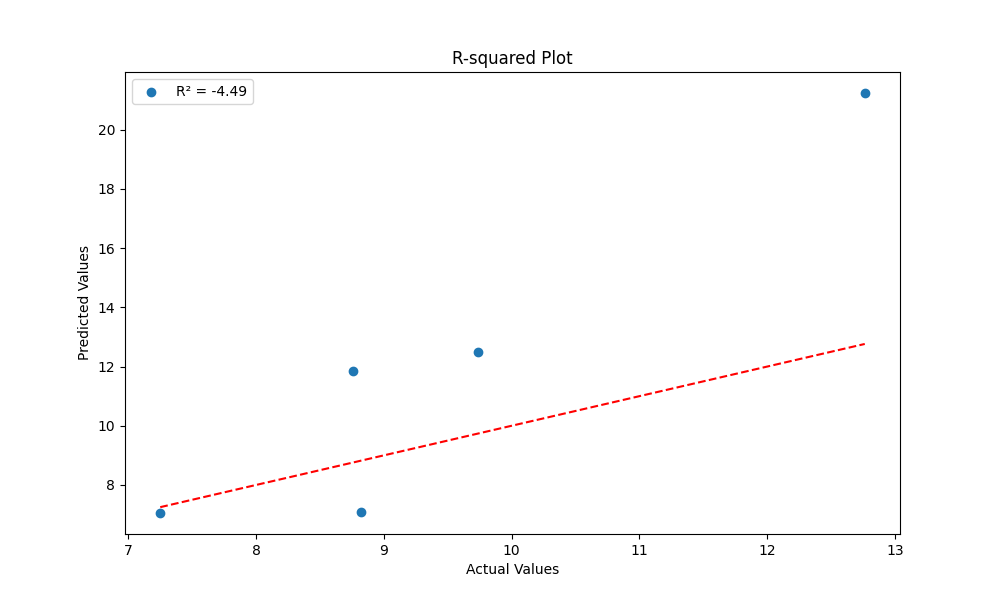 R-squared Plot
R² = -4.49
Predicted Values
20
18
16
14
12
10
8
7 8 9 10 11 12 13
Actual Values